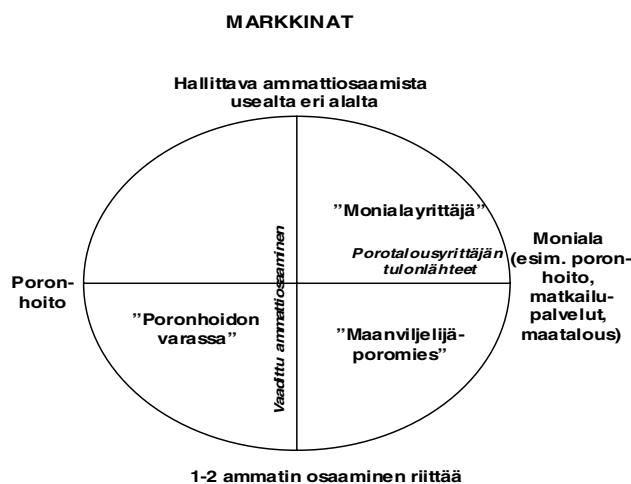 MARKKINAT
Hallittava ammattiosaamista
usealta eri alalta
”Monialayrittäjä”
Porotalousyrittäjän
tulonlähteet
Moniala
(esim. poron-
hoito,
matkailu-
palvelut,
maatalous)
Poron-
hoito
Vaadittu ammattiosaaminen
”Poronhoidon
varassa”
”Maanviljelijä-
poromies”
1-2 ammatin osaaminen riittää